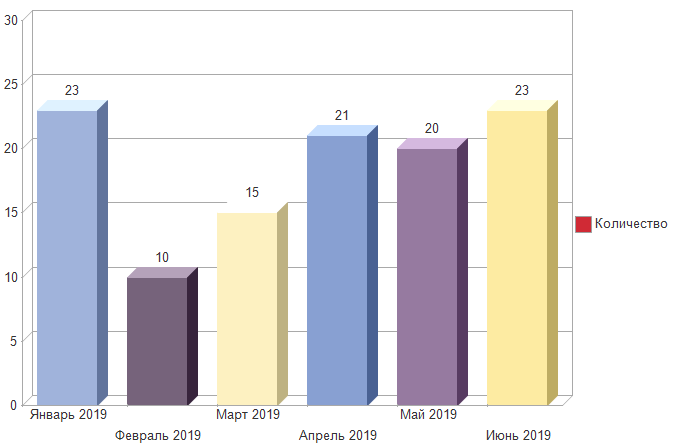 30
25
20
15
10
5
0
23
10
15
21
20
23
Январь 2019
Февраль 2019
Март 2019
Апрель 2019
Май 2019
Июнь 2019
Количество